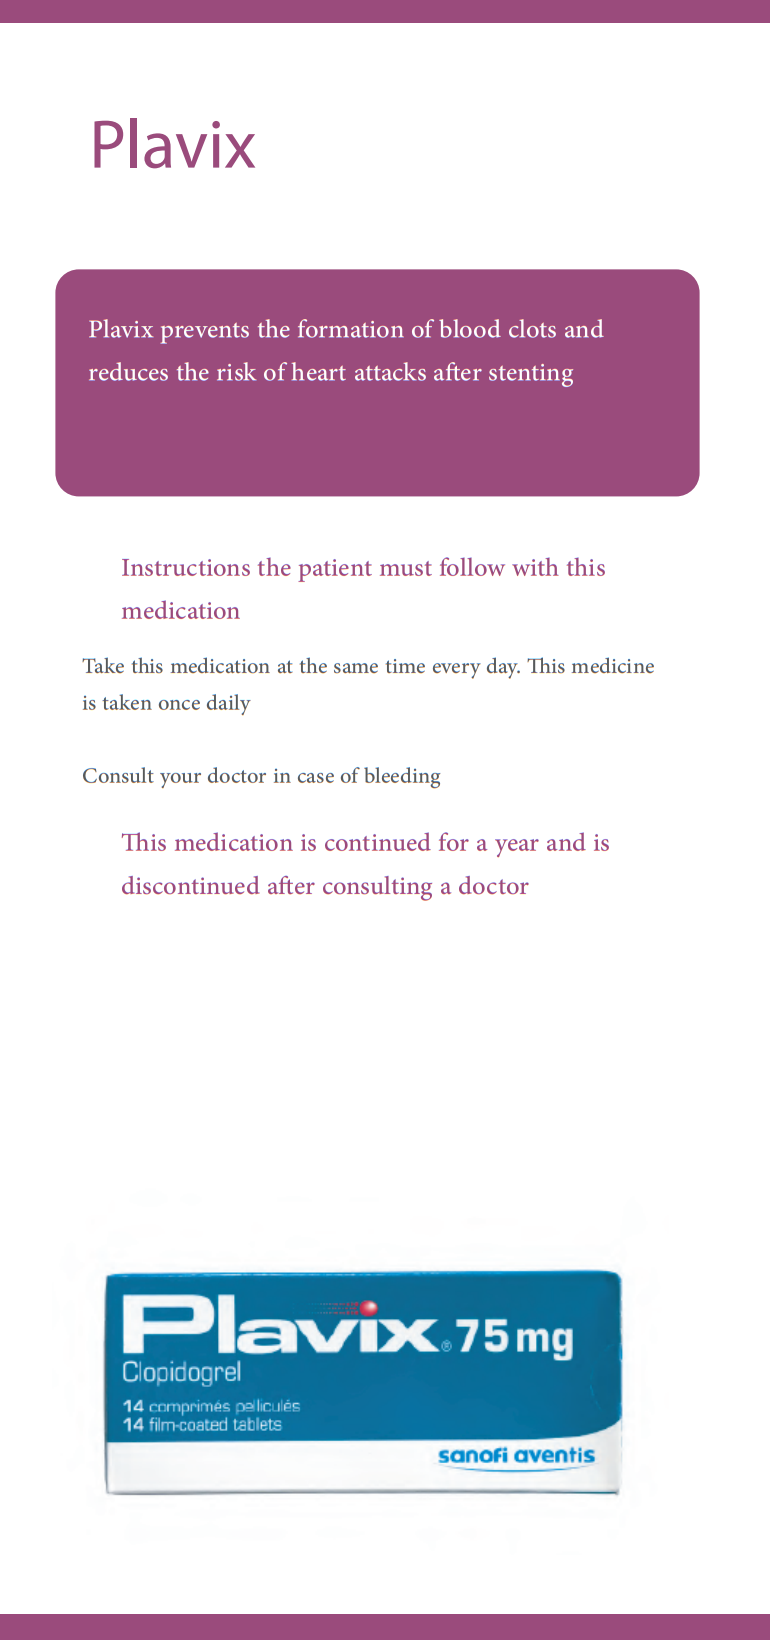 Plavix
Plavix prevents the formation of blood clots and
reduces the risk of heart attacks after stenting
Instructions the patient must follow with this
medication
Take this medication at the same time every day. This medicine
is taken once daily
Consult your doctor in case of bleeding
This medication is continued for a year and is
discontinued after consulting a doctor
Plavix® 75 mg
Clopidogrel
14 comprimés pelliculés
14 film-coated tablets
sanofi aventis